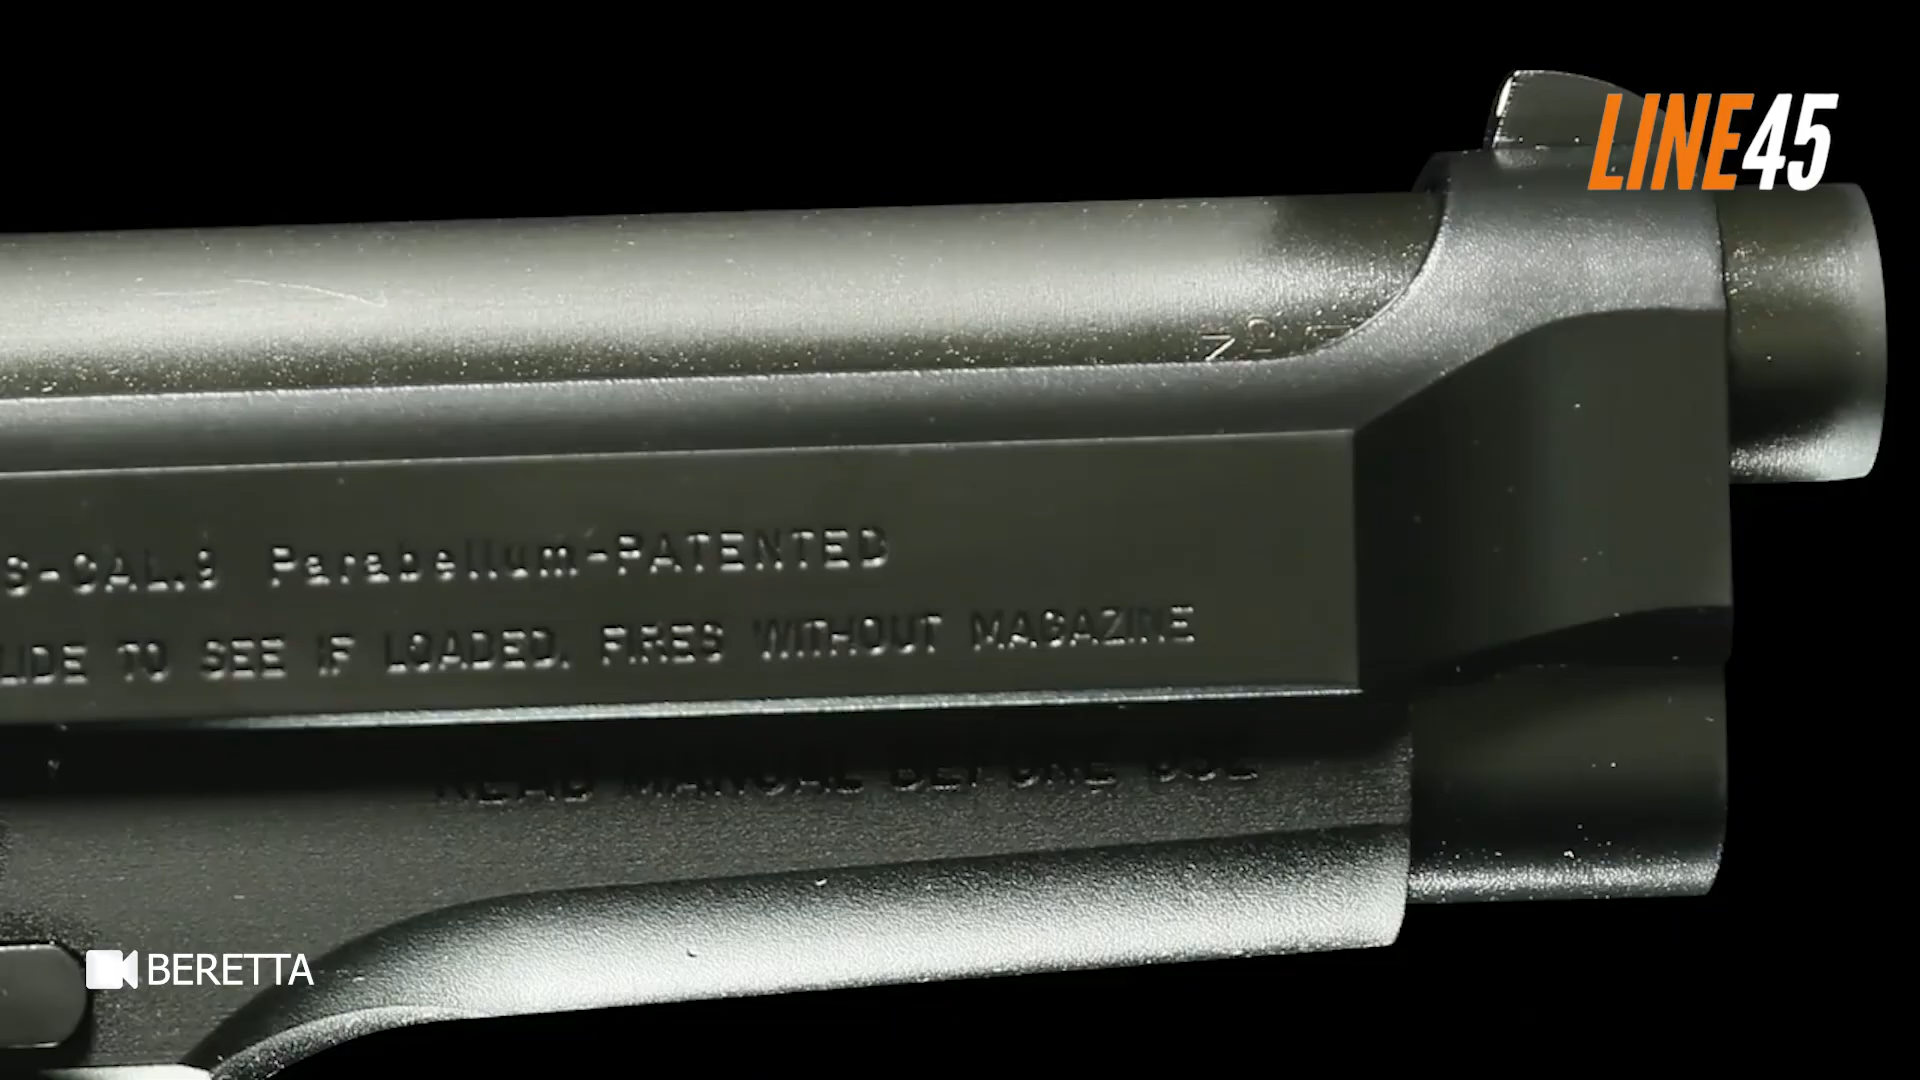 LINE45
S-CAL.9 Parabellum-PATENTED
LIDE TO SEE IF LOADED. FIRES WITHOUT MAGAZINE
READ MANUAL BEFORE USE
BERETTA